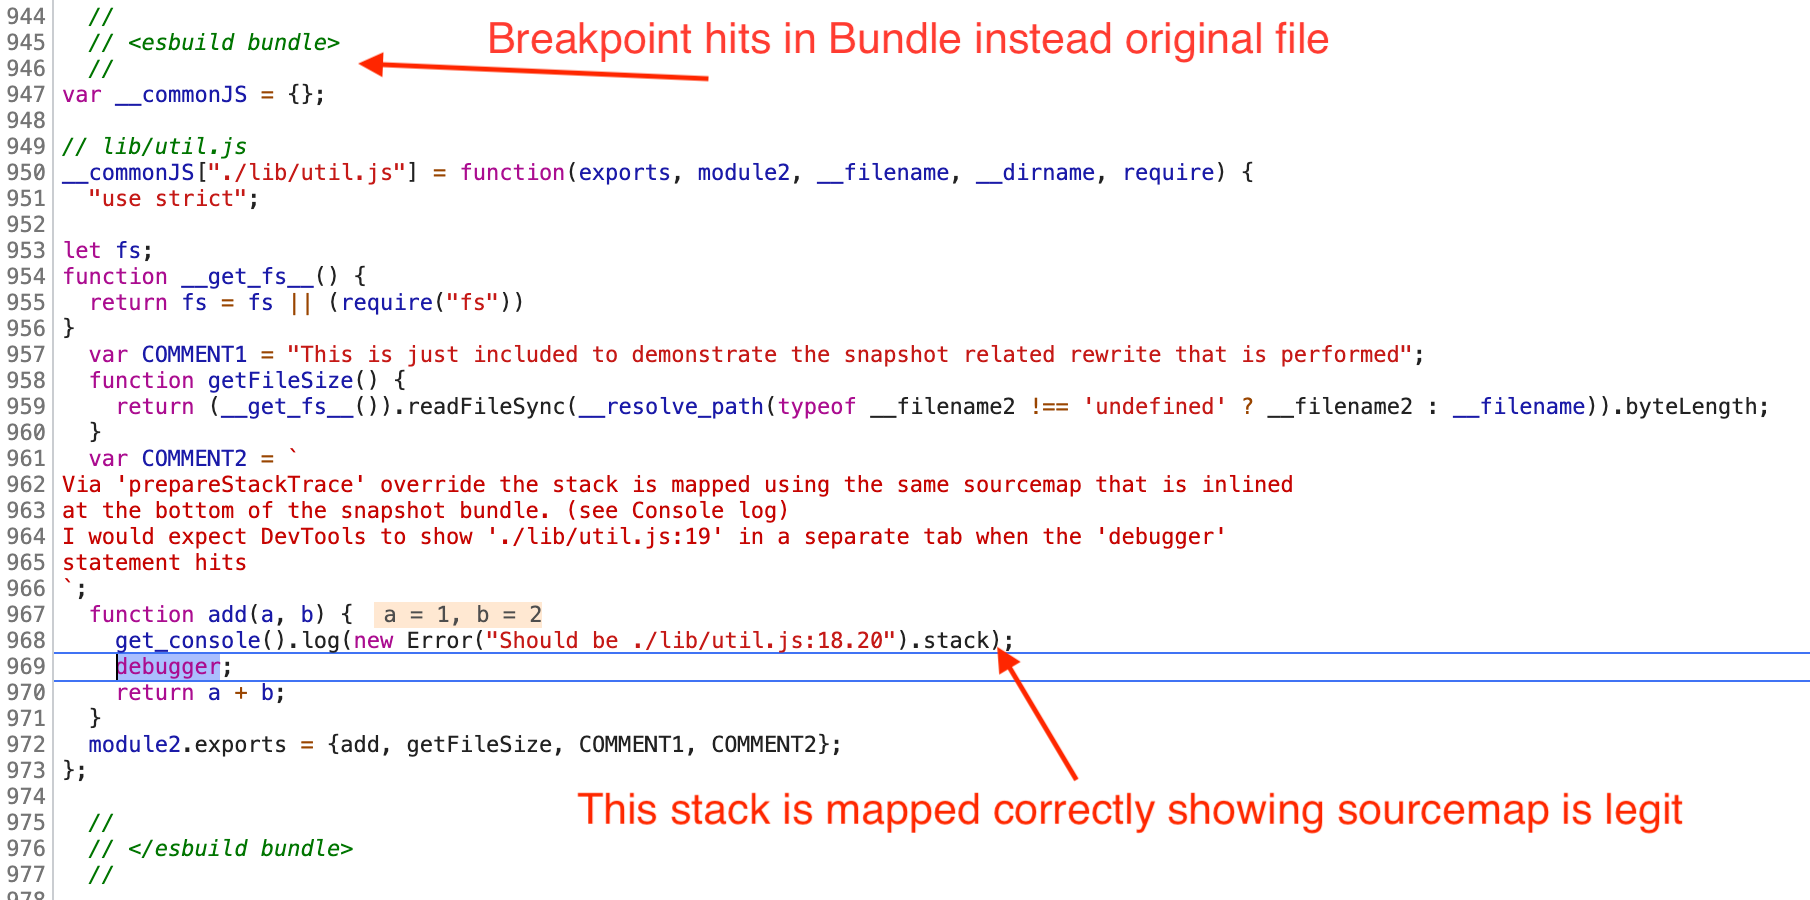 944   //
945   // <esbuild bundle>
Breakpoint hits in Bundle instead original file
946   //
947 var __commonJS = {};
948
949 // lib/util.js
950 __commonJS["./lib/util.js"] = function(exports, module2, __filename, __dirname, require) {
951   "use strict";
952
953 let fs;
954 function __get_fs__() {
955   return fs = fs || (require("fs"))
956 }
957   var COMMENT1 = "This is just included to demonstrate the snapshot related rewrite that is performed";
958   function getFileSize() {
959     return (__get_fs__()).readFileSync(__resolve_path(typeof __filename2 !== 'undefined' ? __filename2 : __filename)).byteLength;
960   }
961   var COMMENT2 = `
962 Via 'prepareStackTrace' override the stack is mapped using the same sourcemap that is inlined
963 at the bottom of the snapshot bundle. (see Console log)
964 I would expect DevTools to show './lib/util.js:19' in a separate tab when the 'debugger'
965 statement hits
966 `;
967   function add(a, b) {  a = 1, b = 2
968     get_console().log(new Error("Should be ./lib/util.js:18.20").stack);
969     debugger;
970     return a + b;
971   }
972   module2.exports = {add, getFileSize, COMMENT1, COMMENT2};
973 };
974
This stack is mapped correctly showing sourcemap is legit
975   //
976   // </esbuild bundle>
977   //
978